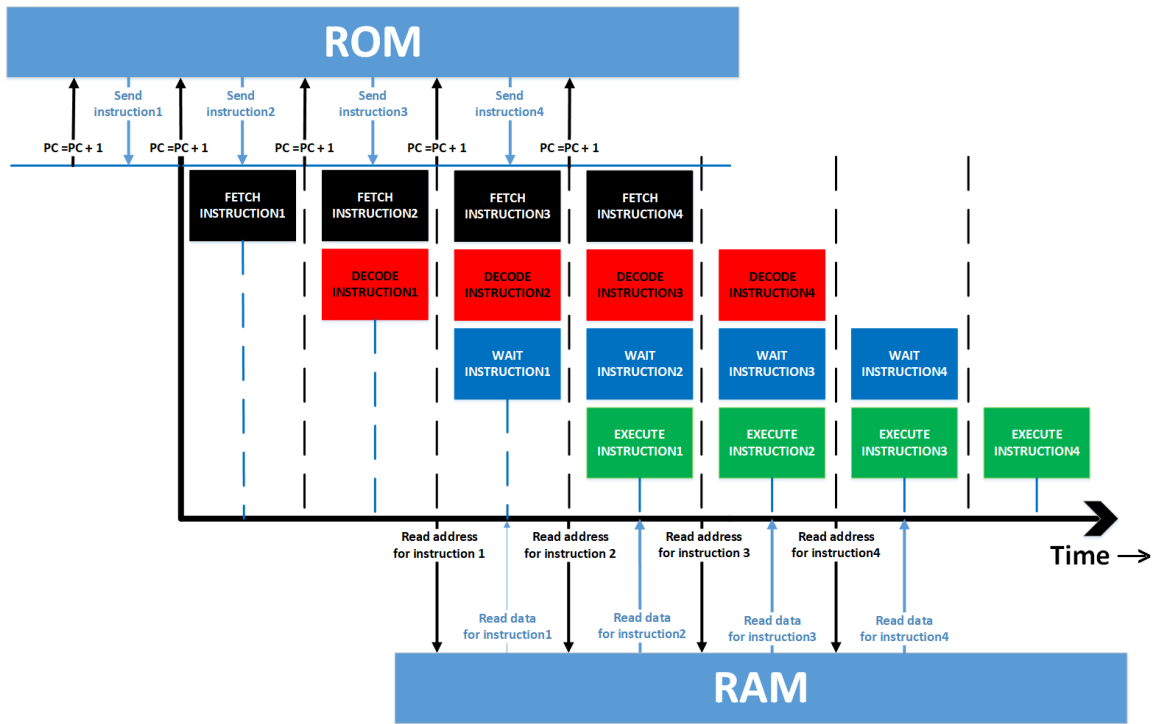 ROM
Send
instruction1
Send
instruction2
Send
instruction3
Send
instruction4
PC =PC + 1
PC =PC + 1
PC =PC + 1
PC =PC + 1
PC =PC + 1
FETCH
INSTRUCTION1
FETCH
INSTRUCTION2
FETCH
INSTRUCTION3
FETCH
INSTRUCTION4
DECODE
INSTRUCTION1
DECODE
INSTRUCTION2
DECODE
INSTRUCTION3
DECODE
INSTRUCTION4
WAIT
INSTRUCTION1
WAIT
INSTRUCTION2
WAIT
INSTRUCTION3
WAIT
INSTRUCTION4
EXECUTE
INSTRUCTION1
EXECUTE
INSTRUCTION2
EXECUTE
INSTRUCTION3
EXECUTE
INSTRUCTION4
Read address
for instruction 1
Read address
for instruction 2
Read address
for instruction 3
Read address
for instruction4
Time
Read data
for instruction1
Read data
for instruction2
Read data
for instruction3
Read data
for instruction4
RAM